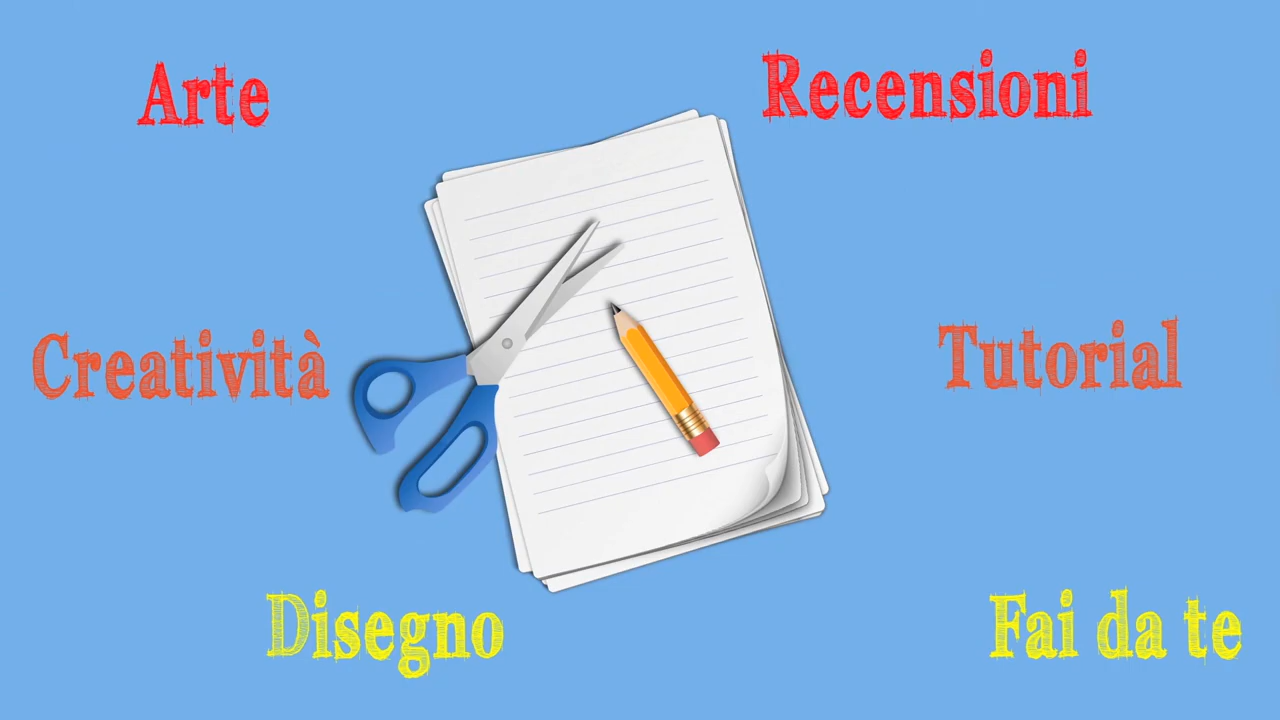 Arte
Recensioni
Creatività
Tutorial
Disegno
Fai da te